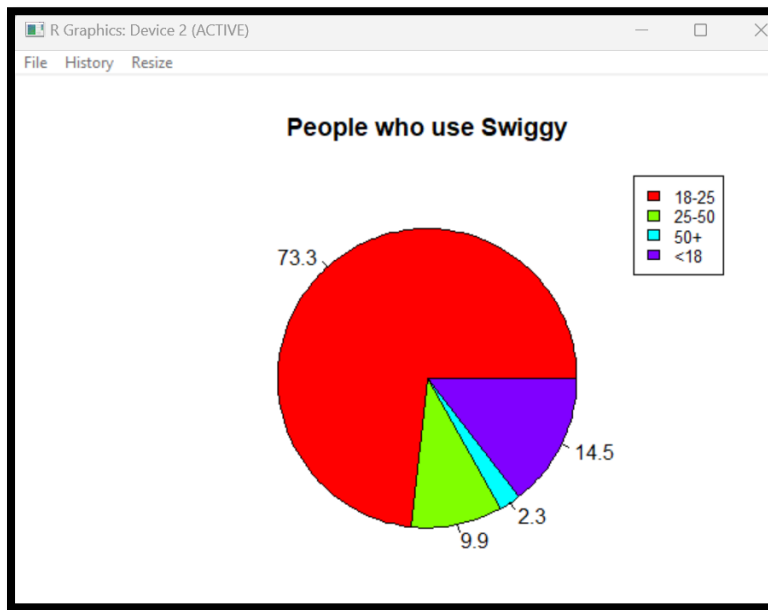 R Graphics: Device 2 (ACTIVE)
File History Resize
People who use Swiggy
18-25
25-50
50+
<18
73.3
14.5
2.3
9.9